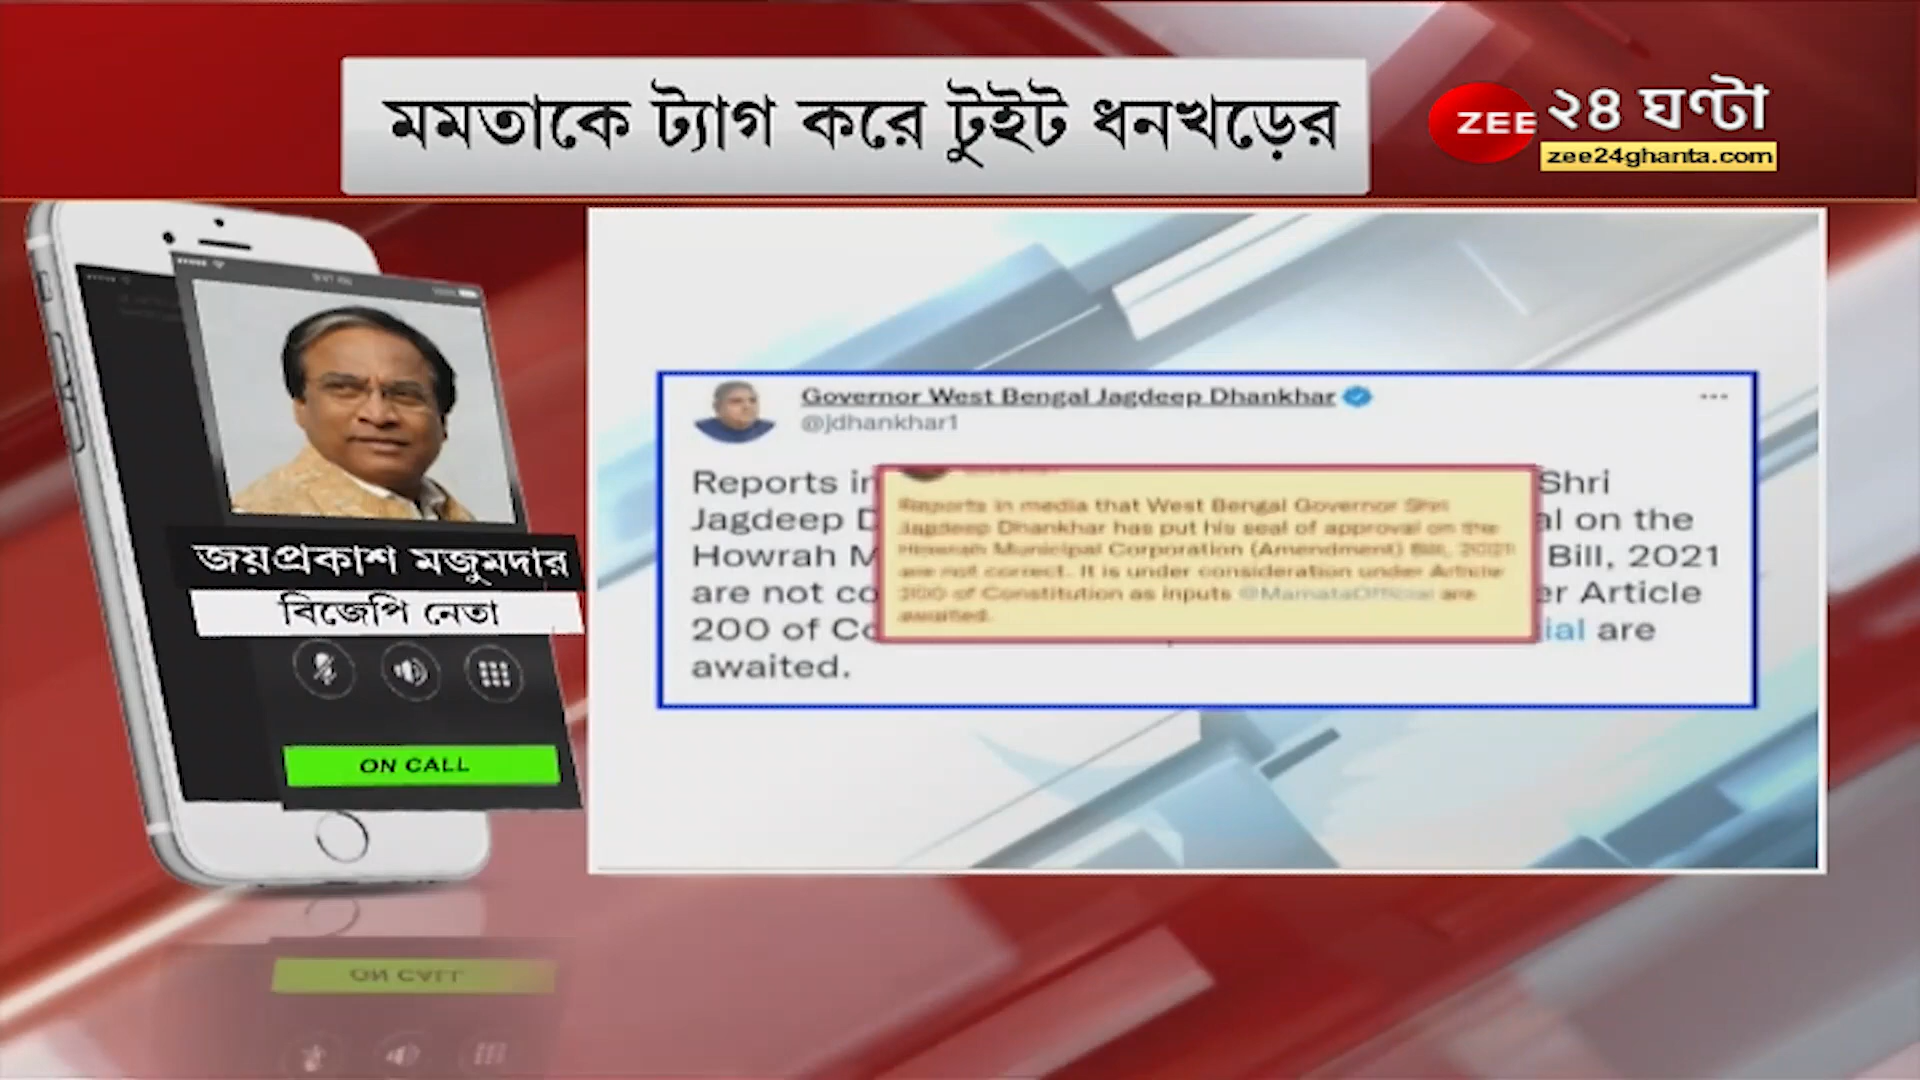 মমতাকে ট্যাগ করে টুইট ধনখড়ের
ZEE ২৪ ঘণ্টা
zee24ghanta.com
জয়প্রকাশ মজুমদার
বিজেপি নেতা
ON CALL
Governor West Bengal Jagdeep Dhankhar
@jdhankhar1
Reports in Shri
Jagdeep al on the
Howrah Bill, 2021
are not er Article
200 of ial are
awaited.
Reports in media that West Bengal Governor Shri
Jagdeep Dhankhar has put his seal of approval on the
Howrah Municipal Corporation (Amendment) Bill, 2021
are not correct. It is under consideration under Article
200 of Constitution as inputs @MamataOfficial are
awaited.
ON CALL